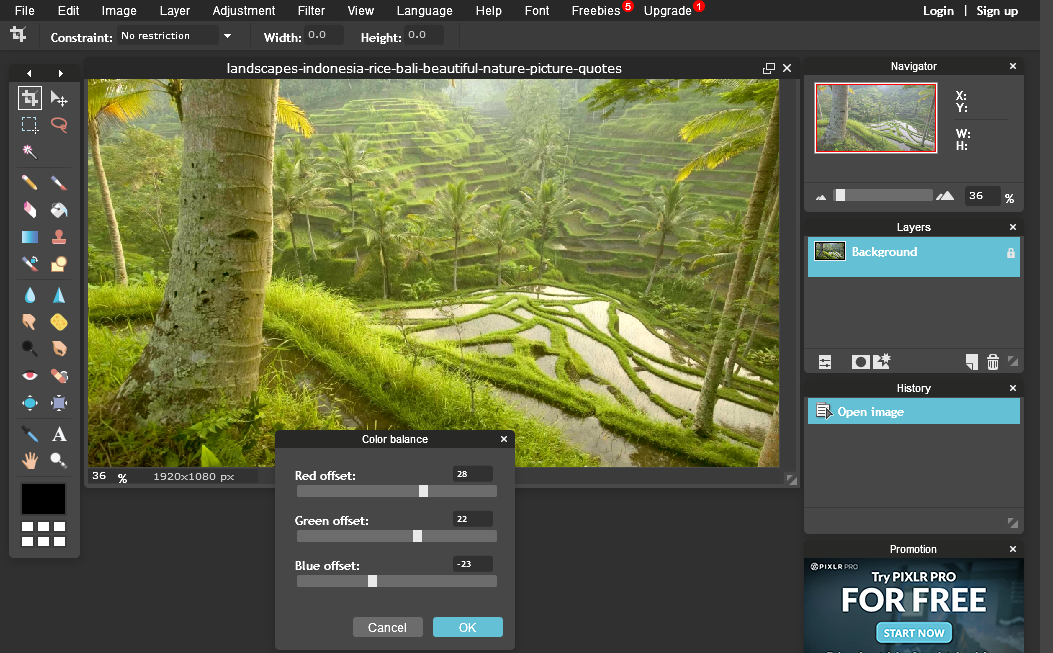 File Edit Image Layer Adjustment Filter View Language Help Font Freebies 5 Upgrade 1 Login | Sign up
Constraint: No restriction Width: 0.0 Height: 0.0
landscapes-indonesia-rice-bali-beautiful-nature-picture-quotes
36 % 1920x1080 px
A
Color balance
Red offset: 28
Green offset: 22
Blue offset: -23
Cancel OK
Navigator
X:
Y:
W:
H:
36 %
Layers
Background
History
Open image
Promotion
PIXLR PRO
Try PIXLR PRO
FOR FREE
START NOW